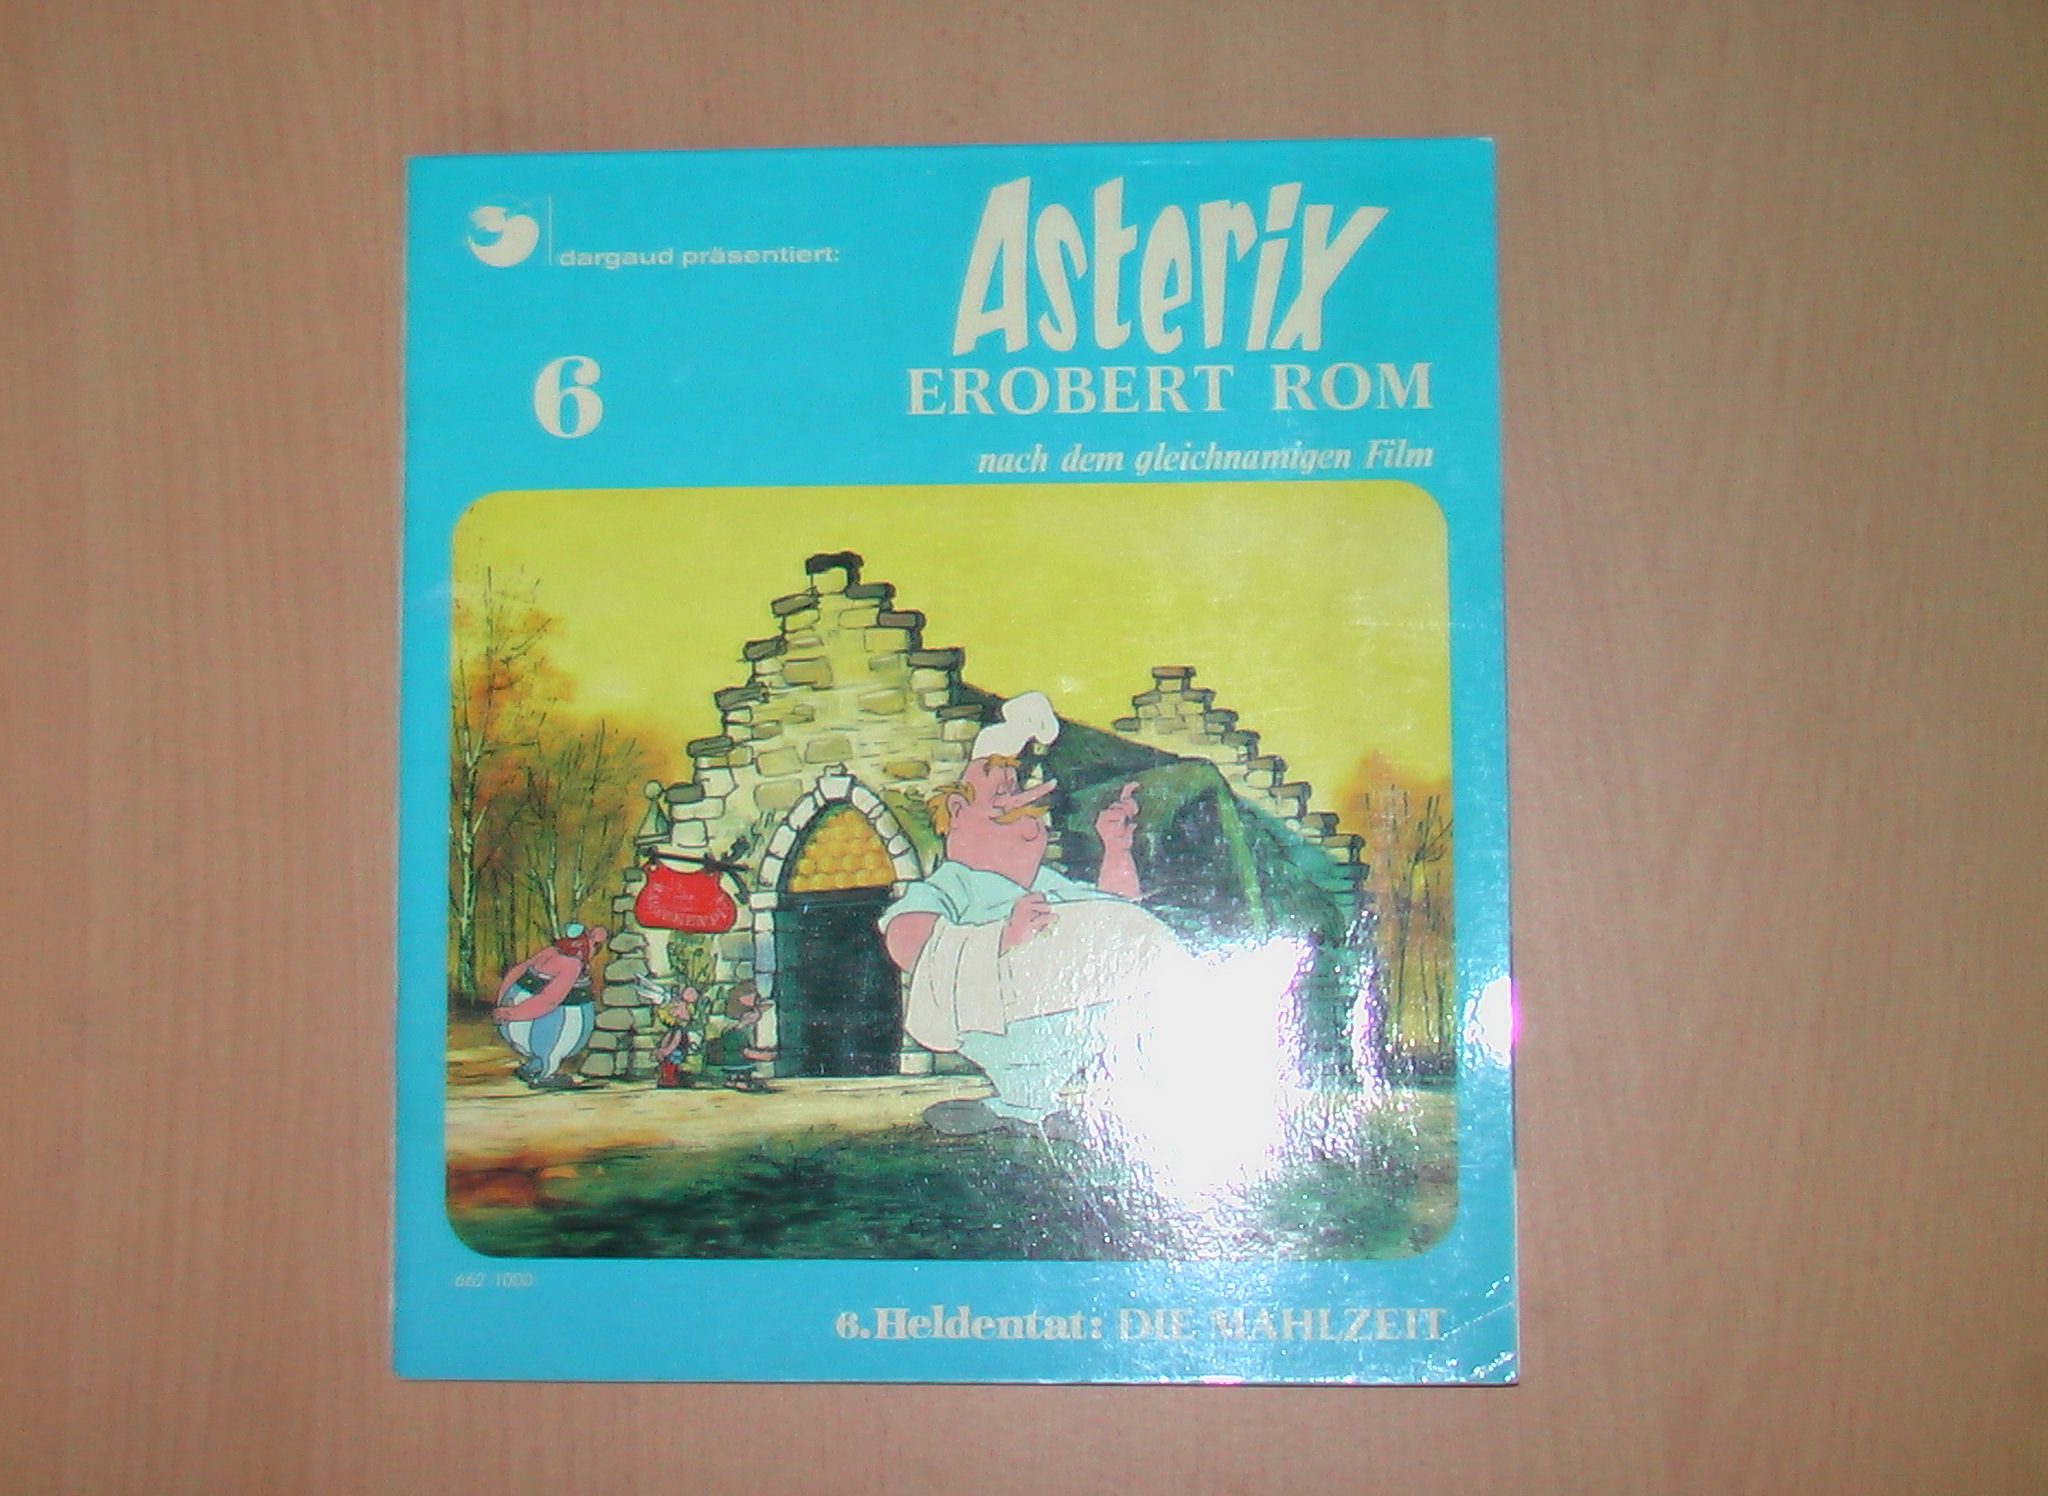 dargaud präsentiert:
Asterix
6
EROBERT ROM
nach dem gleichnamigen Film
662 1000
6. Heldentat: DIE MAHLZEIT